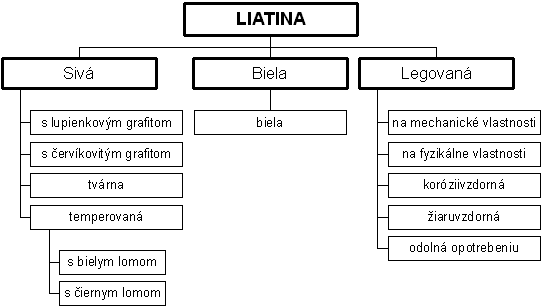 LIATINA
Sivá
s lupienkovým grafitom
s červíkovitým grafitom
tvárna
temperovaná
s bielym lomom
s čiernym lomom
Biela
biela
Legovaná
na mechanické vlastnosti
na fyzikálne vlastnosti
koróziivzdorná
žiaruvzdorná
odolná opotrebeniu